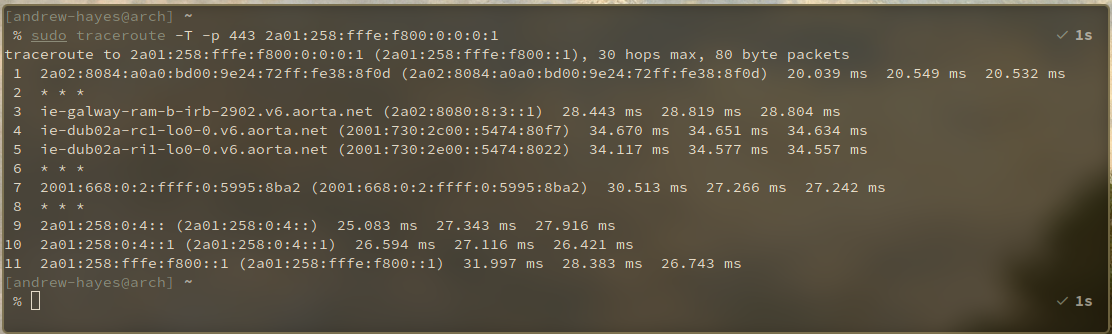 [andrew-hayes@arch] ~
% sudo traceroute -T -p 443 2a01:258:fffe:f800:0:0:0:1 ✓ 1s
traceroute to 2a01:258:fffe:f800:0:0:0:1 (2a01:258:fffe:f800::1), 30 hops max, 80 byte packets
1 2a02:8084:a0a0:bd00:9e24:72ff:fe38:8f0d (2a02:8084:a0a0:bd00:9e24:72ff:fe38:8f0d) 20.039 ms 20.549 ms 20.532 ms
2 * * *
3 ie-galway-ram-b-irb-2902.v6.aorta.net (2a02:8080:8:3::1) 28.443 ms 28.819 ms 28.804 ms
4 ie-dub02a-rc1-lo0-0.v6.aorta.net (2001:730:2c00::5474:80f7) 34.670 ms 34.651 ms 34.634 ms
5 ie-dub02a-ri1-lo0-0.v6.aorta.net (2001:730:2e00::5474:8022) 34.117 ms 34.577 ms 34.557 ms
6 * * *
7 2001:668:0:2:ffff:0:5995:8ba2 (2001:668:0:2:ffff:0:5995:8ba2) 30.513 ms 27.266 ms 27.242 ms
8 * * *
9 2a01:258:0:4:: (2a01:258:0:4::) 25.083 ms 27.343 ms 27.916 ms
10 2a01:258:0:4::1 (2a01:258:0:4::1) 26.594 ms 27.116 ms 26.421 ms
11 2a01:258:fffe:f800::1 (2a01:258:fffe:f800::1) 31.997 ms 28.383 ms 26.743 ms
[andrew-hayes@arch] ~
% ✓ 1s